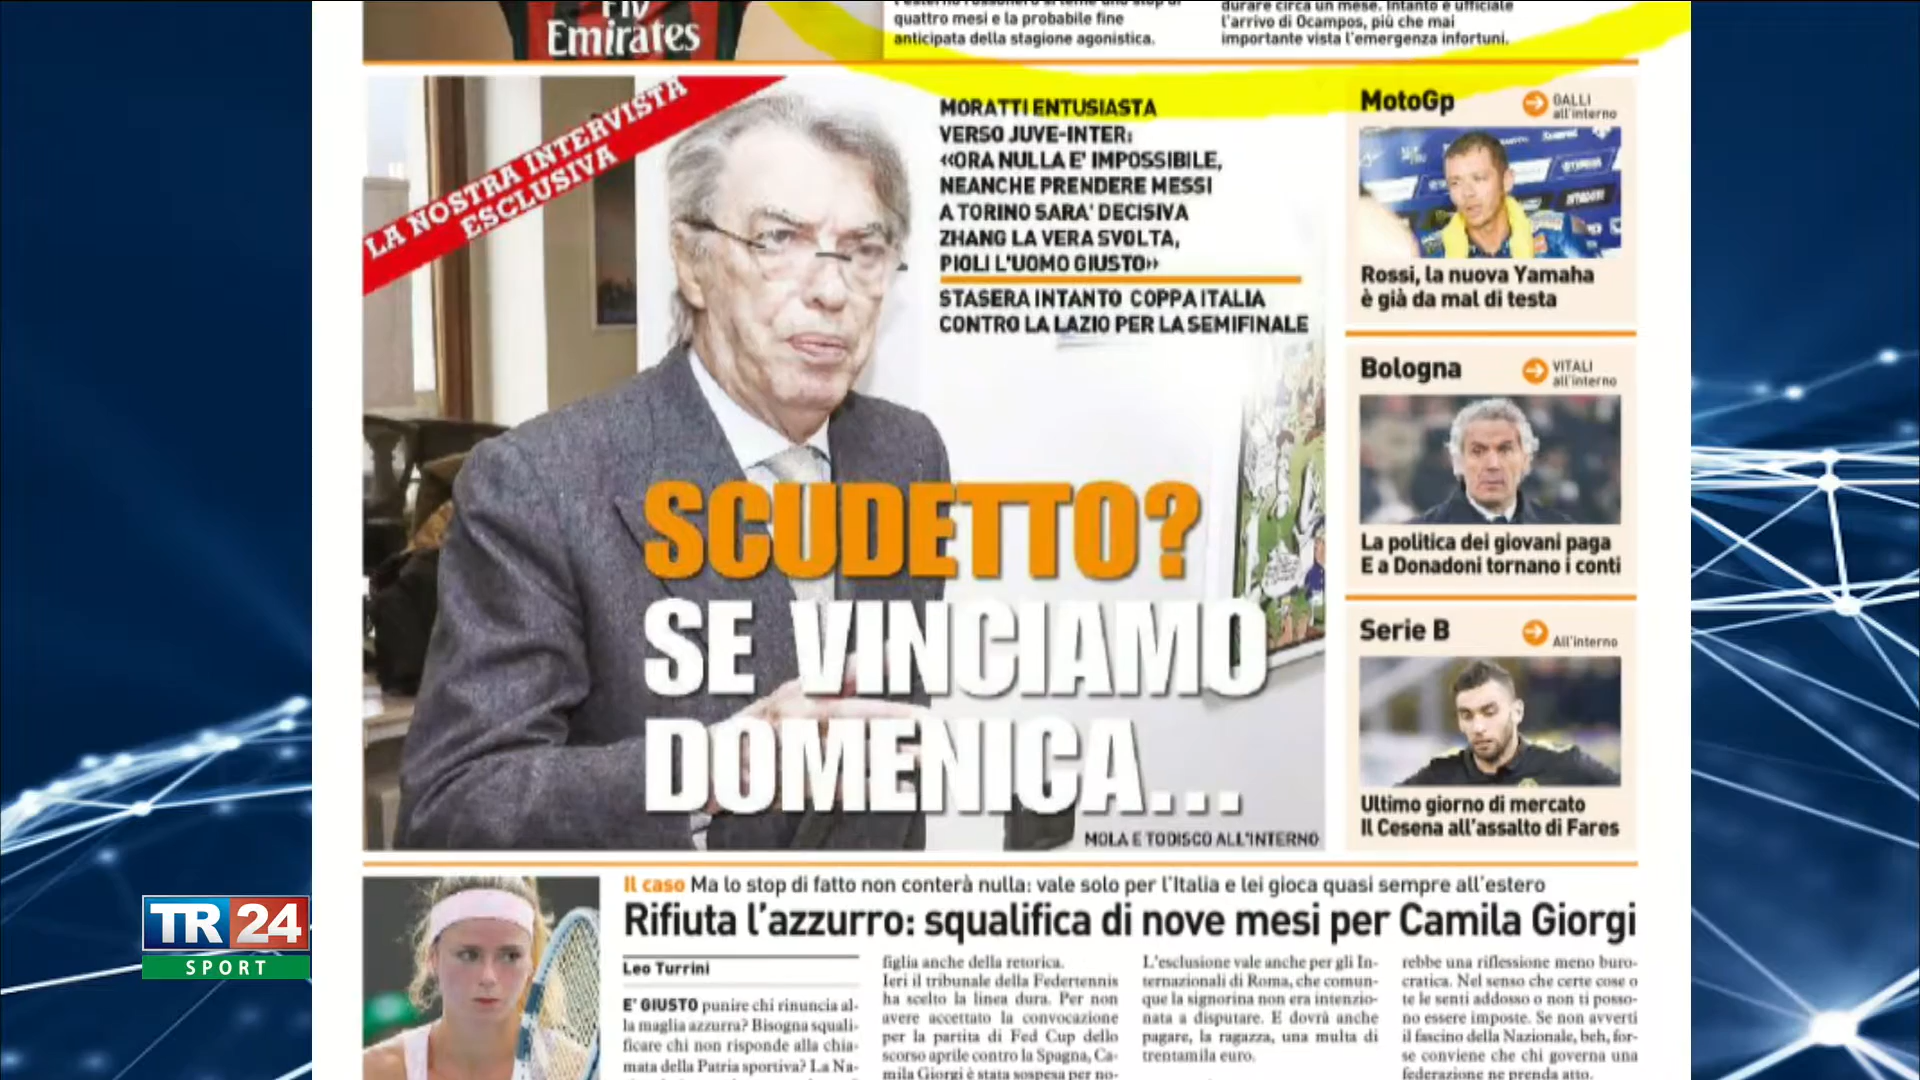 Fly
Emirates
quattro mesi e la probabile fine
anticipata della stagione agonistica.
durare circa un mese. Intanto è ufficiale
l'arrivo di Ocampos, più che mai
importante vista l'emergenza infortuni.
LA NOSTRA INTERVISTA
ESCLUSIVA
MORATTI ENTUSIASTA
VERSO JUVE-INTER:
«ORA NULLA E' IMPOSSIBILE,
NEANCHE PRENDERE MESSI
A TORINO SARA' DECISIVA
ZHANG LA VERA SVOLTA,
PIOLI L'UOMO GIUSTO»
STASERA INTANTO COPPA ITALIA
CONTRO LA LAZIO PER LA SEMIFINALE
SCUDETTO?
SE VINCIAMO
DOMENICA...
MOLA E TODISCO ALL'INTERNO
MotoGp
GALLI
all'interno
Rossi, la nuova Yamaha
è già da mal di testa
Bologna
VITALI
all'interno
La politica dei giovani paga
E a Donadoni tornano i conti
Serie B
All'interno
Ultimo giorno di mercato
Il Cesena all'assalto di Fares
Il caso Ma lo stop di fatto non conterà nulla: vale solo per l'Italia e lei gioca quasi sempre all'estero
Rifiuta l'azzurro: squalifica di nove mesi per Camila Giorgi
Leo Turrini
E' GIUSTO punire chi rinuncia al-
la maglia azzurra? Bisogna squali-
ficare chi non risponde alla chia-
mata della Patria sportiva? La Na-
figlia anche della retorica.
Ieri il tribunale della Federtennis
ha scelto la linea dura. Per non
avere accettato la convocazione
per la partita di Fed Cup dello
scorso aprile contro la Spagna, Ca-
mila Giorgi è stata sospesa per no-
L'esclusione vale anche per gli In-
ternazionali di Roma, che comun-
que la signorina non era intenzio-
nata a disputare. E dovrà anche
pagare, la ragazza, una multa di
trentamila euro.
rebbe una riflessione meno buro-
cratica. Nel senso che certe cose o
te le senti addosso o non ti posso-
no essere imposte. Se non avverti
il fascino della Nazionale, beh, for-
se conviene che chi governa una
federazione ne prenda atto.
TR 24
SPORT